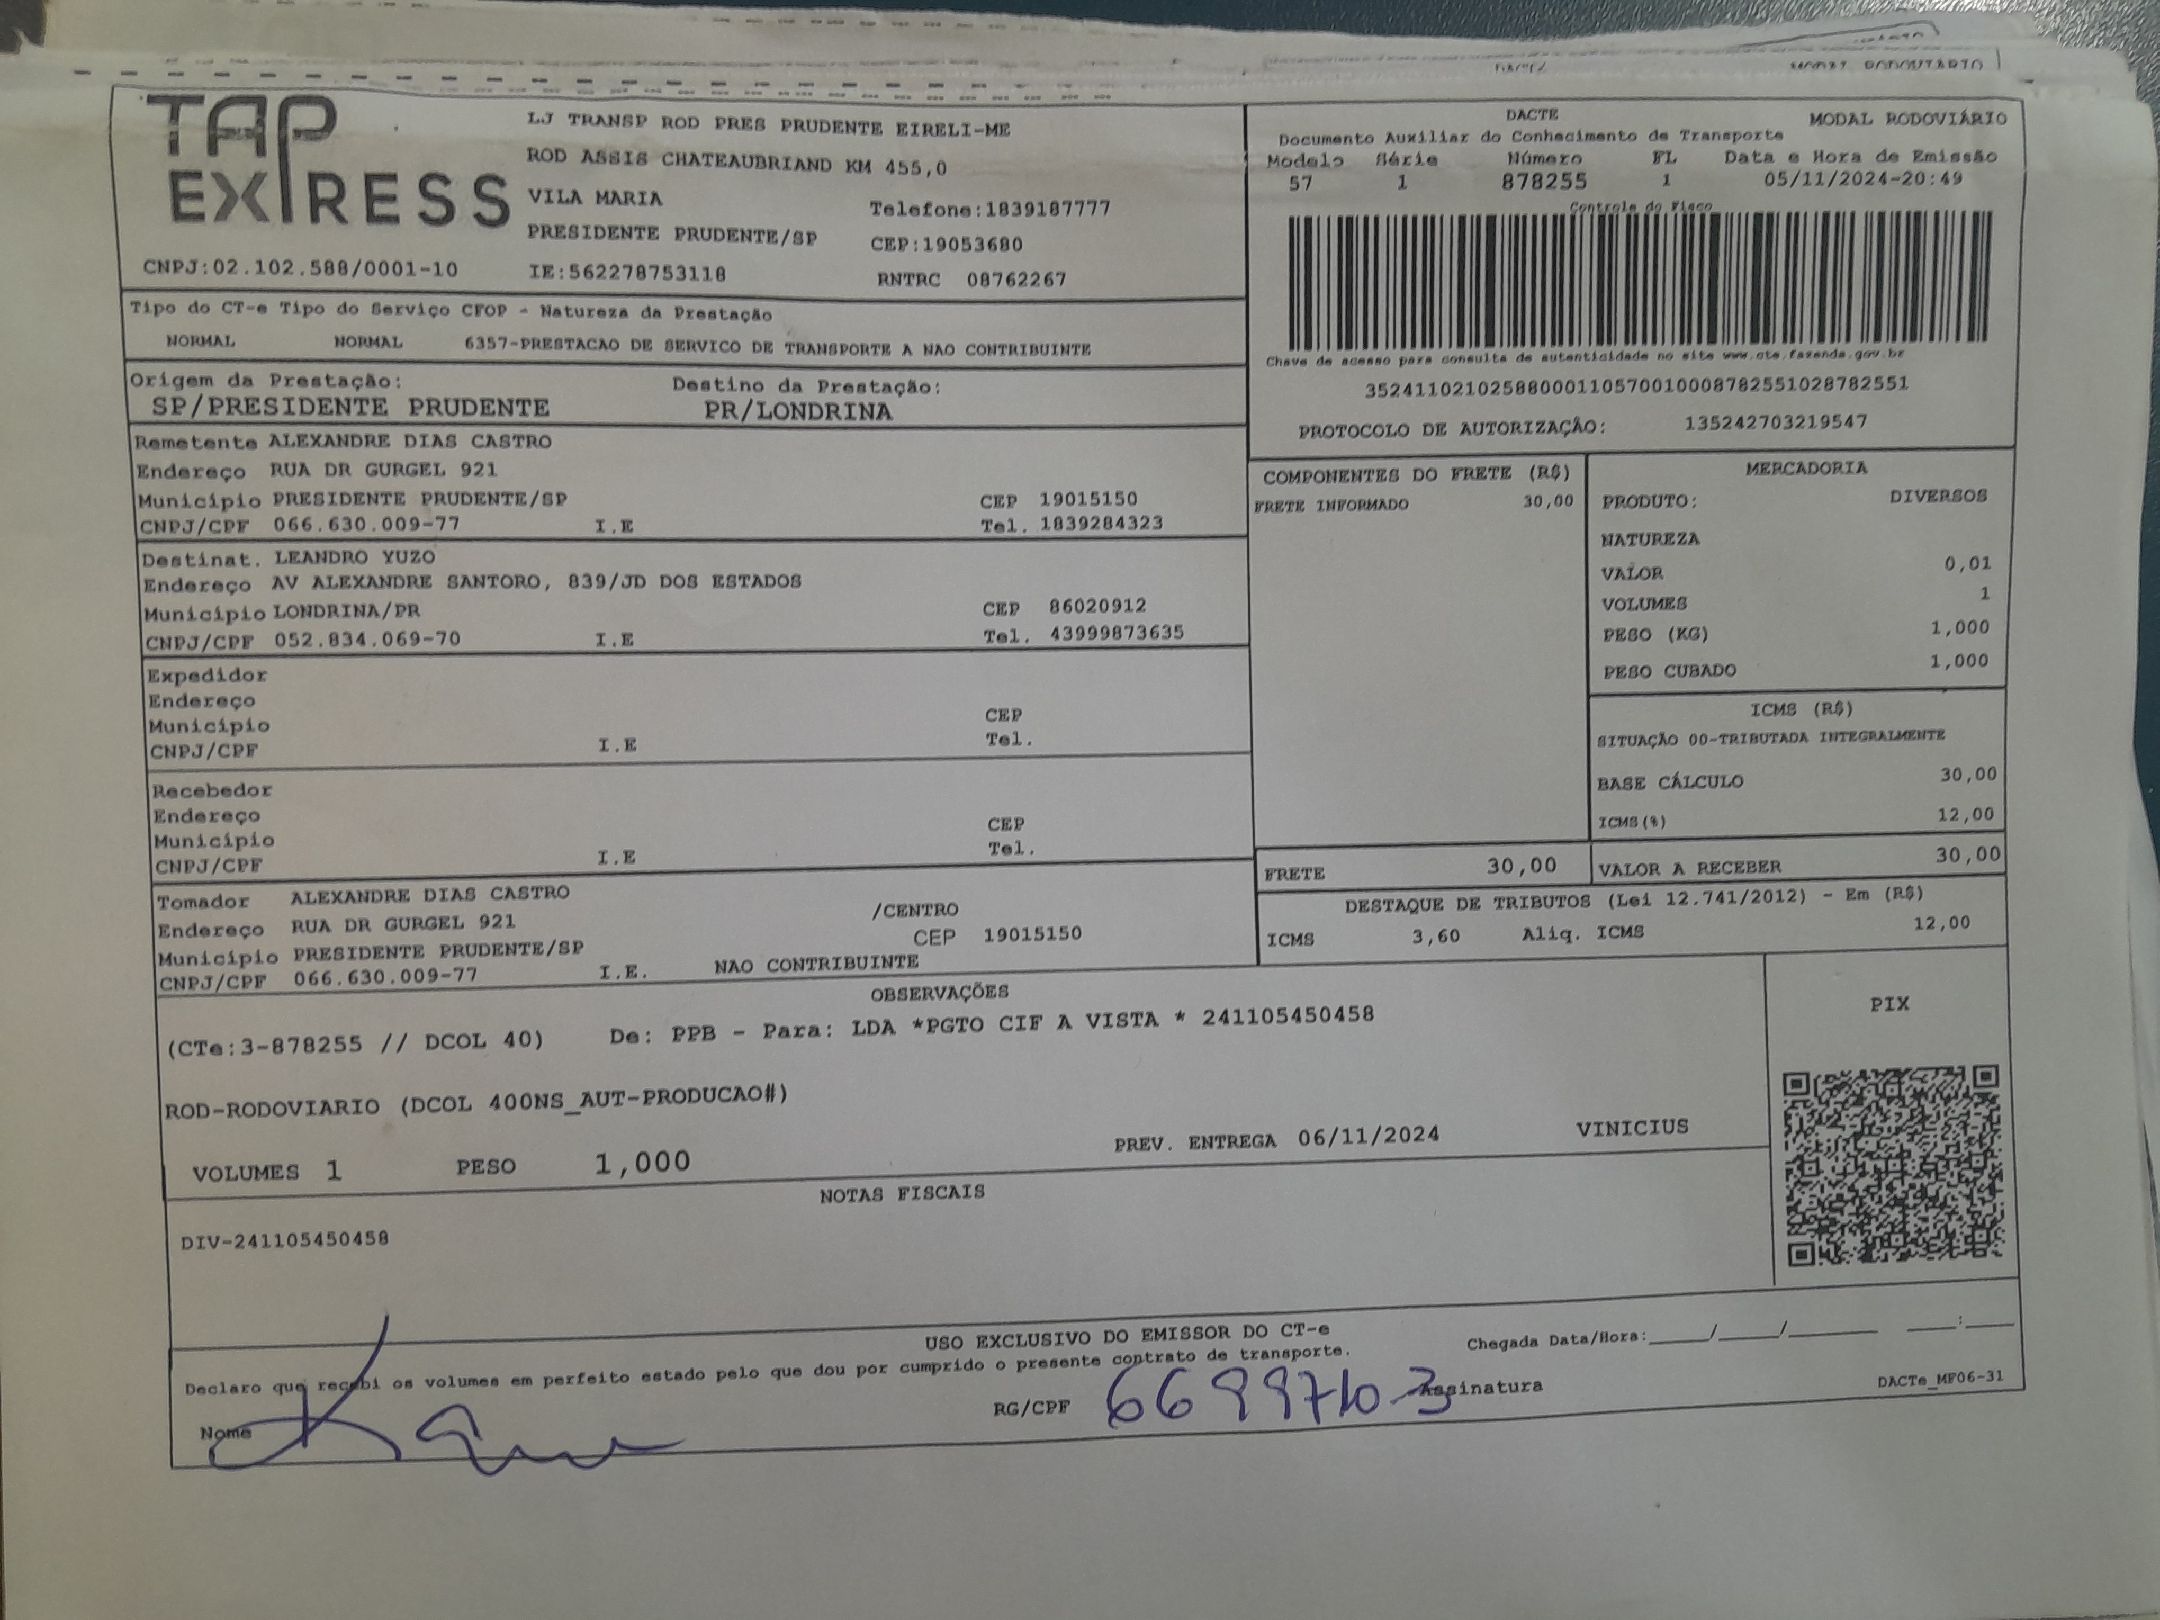 TAP EXPRESS
LJ TRANSP ROD PRES PRUDENTE EIRELI-ME
ROD ASSIS CHATEAUBRIAND KM 455,0
VILA MARIA
Telefone:1839187777
PRESIDENTE PRUDENTE/SP
CEP:19053680
CNPJ:02.102.588/0001-10
IE:562278753118
RNTRC 08762267
DACTE
MODAL RODOVIÁRIO
Documento Auxiliar do Conhecimento de Transporte
Modelo Série Número FL Data e Hora de Emissão
57 1 878255 1 05/11/2024-20:49
Controle do Fisco
Chave de acesso para consulta de autenticidade no site www.cte.fazenda.gov.br
35241102102588000110570010008782551028782551
PROTOCOLO DE AUTORIZAÇÃO: 135242703219547
Tipo do CT-e Tipo do Serviço CFOP - Natureza da Prestação
NORMAL NORMAL 6357-PRESTACAO DE SERVICO DE TRANSPORTE A NAO CONTRIBUINTE
Origem da Prestação: Destino da Prestação:
SP/PRESIDENTE PRUDENTE PR/LONDRINA
Remetente ALEXANDRE DIAS CASTRO
Endereço RUA DR GURGEL 921
Município PRESIDENTE PRUDENTE/SP CEP 19015150
CNPJ/CPF 066.630.009-77 I.E Tel. 1839284323
Destinat. LEANDRO YUZO
Endereço AV ALEXANDRE SANTORO, 839/JD DOS ESTADOS
Município LONDRINA/PR CEP 86020912
CNPJ/CPF 052.834.069-70 I.E Tel. 43999873635
Expedidor
Endereço
Município CEP
CNPJ/CPF I.E Tel.
Recebedor
Endereço
Município CEP
CNPJ/CPF I.E Tel.
Tomador ALEXANDRE DIAS CASTRO
Endereço RUA DR GURGEL 921 /CENTRO
Município PRESIDENTE PRUDENTE/SP CEP 19015150
CNPJ/CPF 066.630.009-77 I.E. NAO CONTRIBUINTE
COMPONENTES DO FRETE (R$)
FRETE INFORMADO 30,00
MERCADORIA
PRODUTO: DIVERSOS
NATUREZA
VALOR 0,01
VOLUMES 1
PESO (KG) 1,000
PESO CUBADO 1,000
ICMS (R$)
SITUAÇÃO 00-TRIBUTADA INTEGRALMENTE
BASE CÁLCULO 30,00
ICMS(%) 12,00
FRETE 30,00
VALOR A RECEBER 30,00
DESTAQUE DE TRIBUTOS (Lei 12.741/2012) - Em (R$)
ICMS 3,60 Aliq. ICMS 12,00
OBSERVAÇÕES
(CTe:3-878255 // DCOL 40) De: PPB - Para: LDA *PGTO CIF A VISTA * 241105450458
ROD-RODOVIARIO (DCOL 400NS_AUT-PRODUCAO#)
PREV. ENTREGA 06/11/2024 VINICIUS
VOLUMES 1 PESO 1,000
PIX
NOTAS FISCAIS
DIV-241105450458
USO EXCLUSIVO DO EMISSOR DO CT-e
Declaro que recebi os volumes em perfeito estado pelo que dou por cumprido o presente contrato de transporte.
Chegada Data/Hora:_____/_____/_______ ____:____
Nome
RG/CPF 6699710-3
Assinatura
DACTe_MF06-31